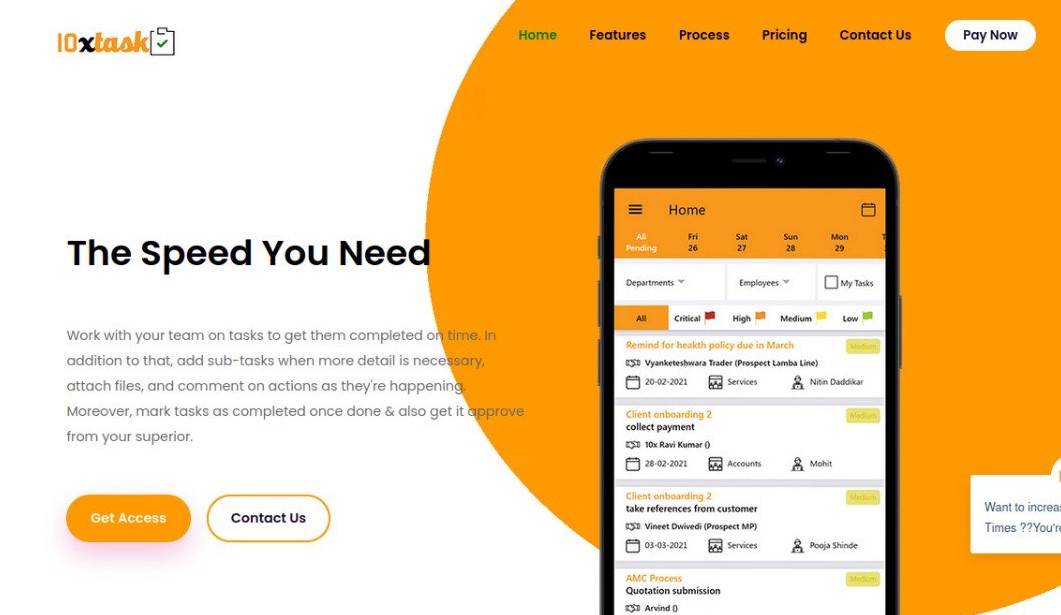 10xtask
Home Features Process Pricing Contact Us Pay Now
The Speed You Need
Work with your team on tasks to get them completed on time. In
addition to that, add sub-tasks when more detail is necessary,
attach files, and comment on actions as they're happening.
Moreover, mark tasks as completed once done & also get it approve
from your superior.
Get Access Contact Us
Home
All Pending Fri 26 Sat 27 Sun 28 Mon 29
Departments Employees My Tasks
All Critical High Medium Low
Remind for heakth policy due in March Medium
Vyanketeshwara Trader (Prospect Lamba Line)
20-02-2021 Services Nitin Daddikar
Client onboarding 2 Medium
collect payment
10x Ravi Kumar ()
28-02-2021 Accounts Mohit
Client onboarding 2 Medium
take references from customer
Vineet Dwivedi (Prospect MP)
03-03-2021 Services Pooja Shinde
AMC Process Medium
Quotation submission
Arvind ()
Want to increas
Times ??You're